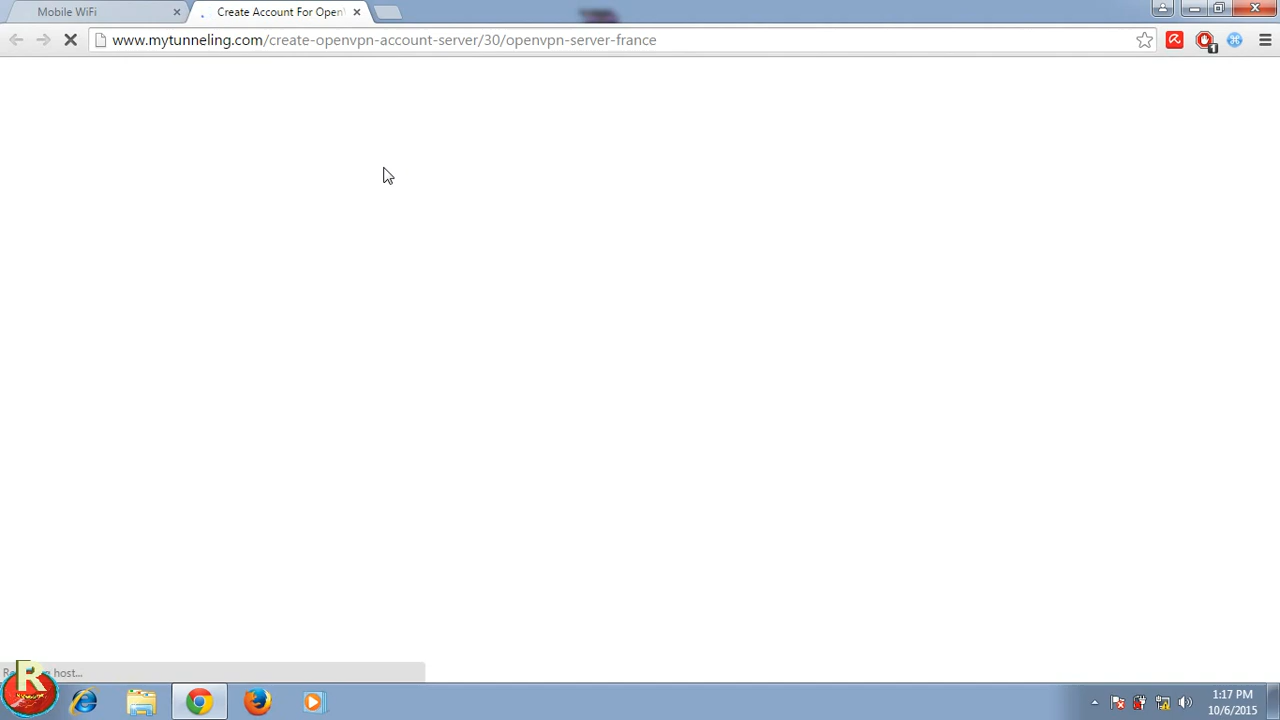 Mobile WiFi
Create Account For Open
www.mytunneling.com/create-openvpn-account-server/30/openvpn-server-france
1
R
host...
1:17 PM
10/6/2015